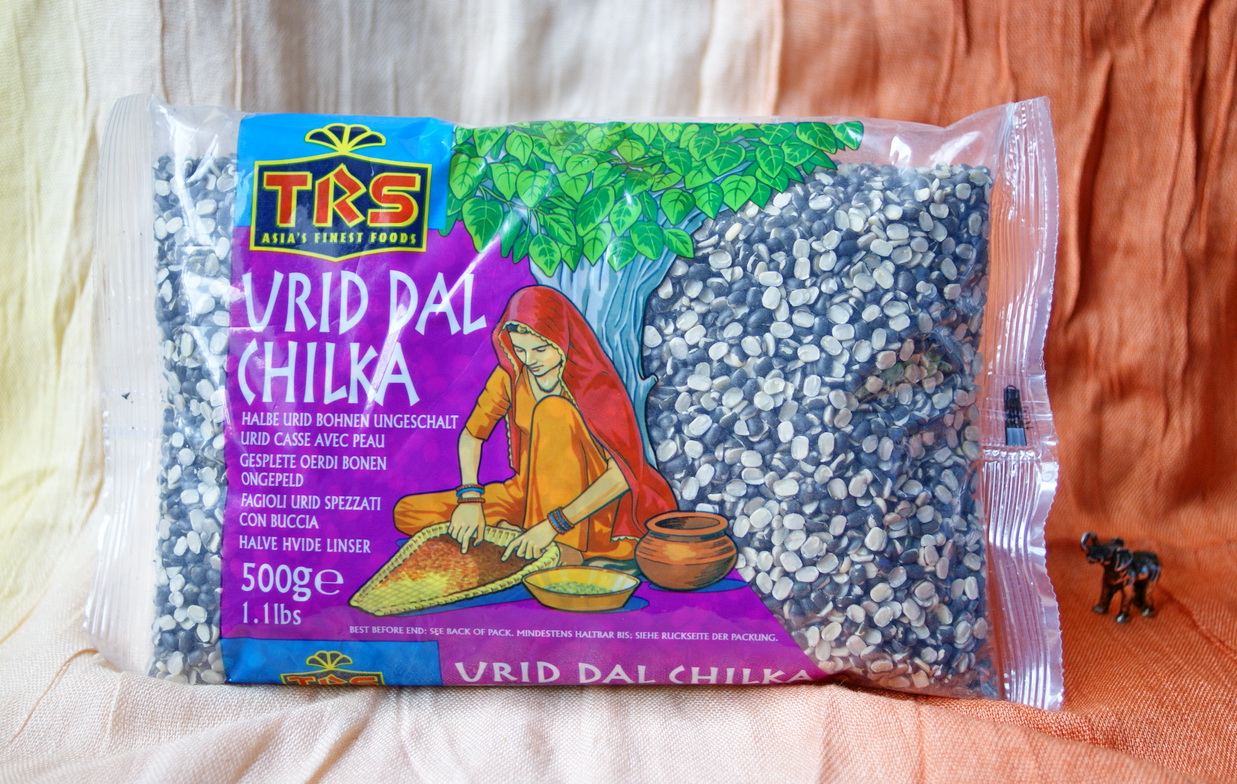 TRS
ASIA'S FINEST FOODS
URID DAL
CHILKA
HALBE URID BOHNEN UNGESCHALT
URID CASSE AVEC PEAU
GESPLETE OERDI BONEN
ONGEPELD
FAGIOLI URID SPEZZATI
CON BUCCIA
HALVE HVIDE LINSER
500g℮
1.1lbs
BEST BEFORE END: SEE BACK OF PACK. MINDESTENS HALTBAR BIS; SIEHE RUCKSEITE DER PACKUNG.
TRS
URID DAL CHILKA